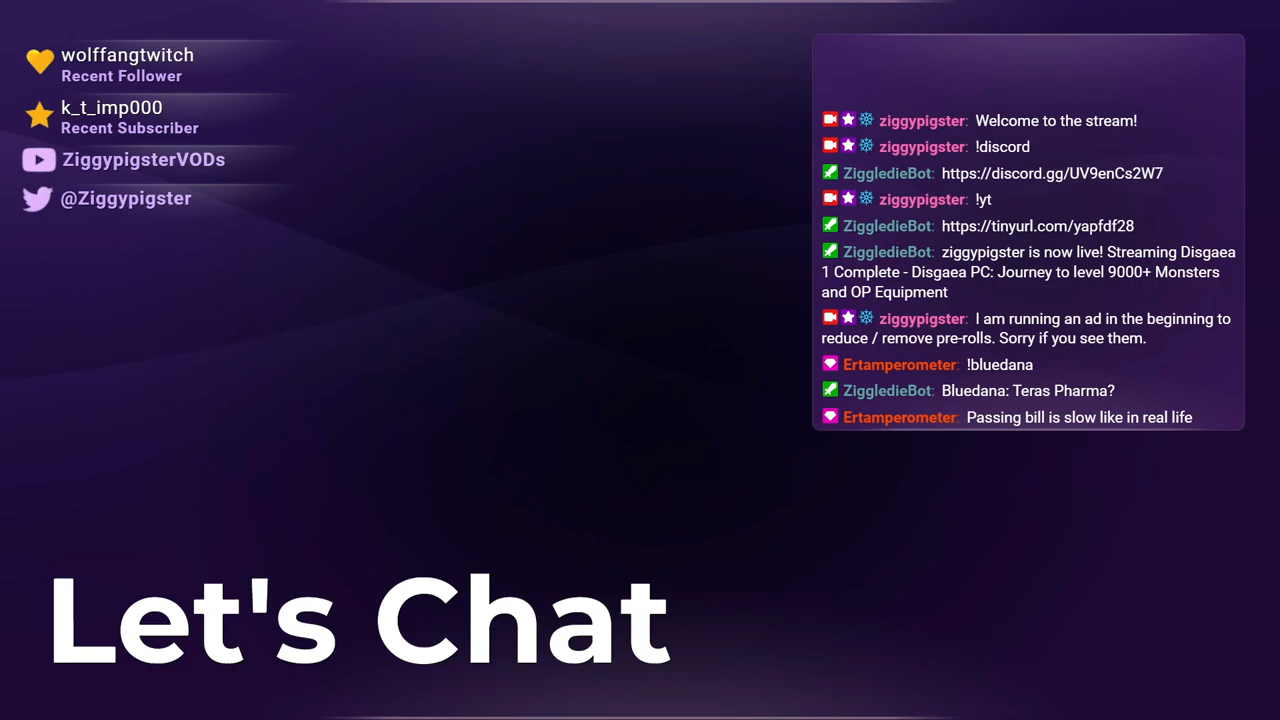 wolffangtwitch
Recent Follower
k_t_imp000
Recent Subscriber
ZiggypigsterVODs
@Ziggypigster
ziggypigster: Welcome to the stream!
ziggypigster: !discord
ZiggledieBot: https://discord.gg/UV9enCs2W7
ziggypigster: !yt
ZiggledieBot: https://tinyurl.com/yapfdf28
ZiggledieBot: ziggypigster is now live! Streaming Disgaea
1 Complete - Disgaea PC: Journey to level 9000+ Monsters
and OP Equipment
ziggypigster: I am running an ad in the beginning to
reduce / remove pre-rolls. Sorry if you see them.
Ertamperometer: !bluedana
ZiggledieBot: Bluedana: Teras Pharma?
Ertamperometer: Passing bill is slow like in real life
Let's Chat